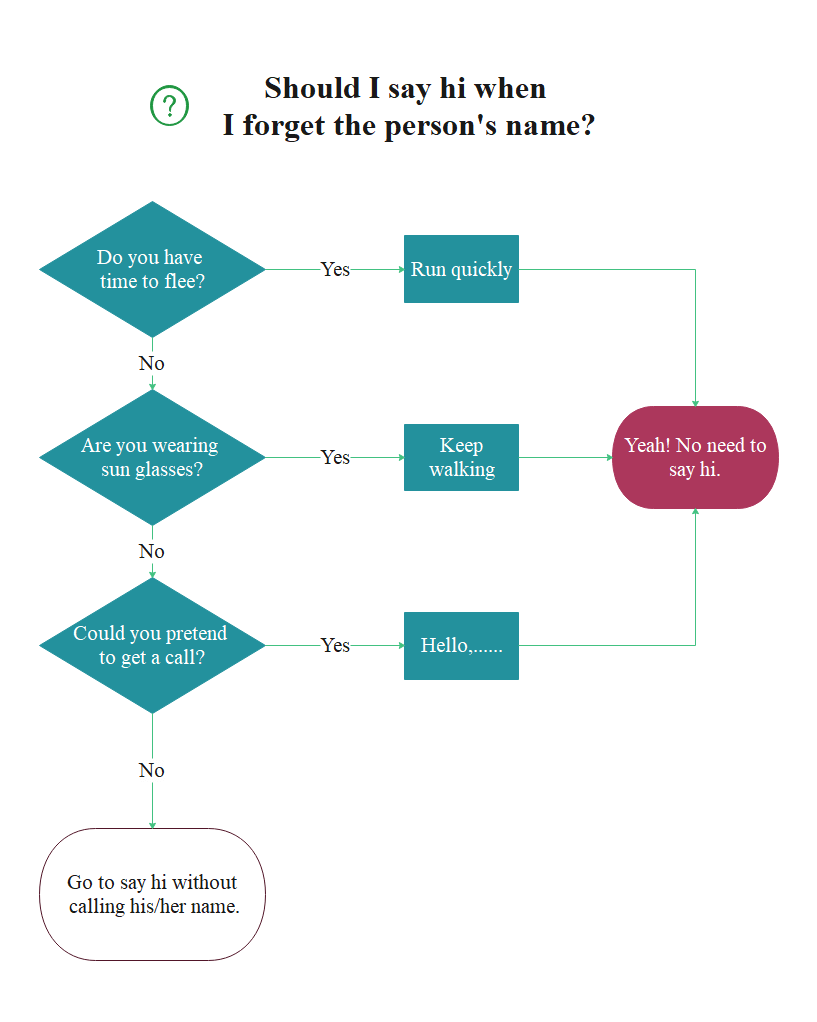 ?
Should I say hi when
I forget the person's name?
Do you have
time to flee?
Yes
Run quickly
No
Are you wearing
sun glasses?
Yes
Keep
walking
Yeah! No need to
say hi.
No
Could you pretend
to get a call?
Yes
Hello,......
No
Go to say hi without
calling his/her name.